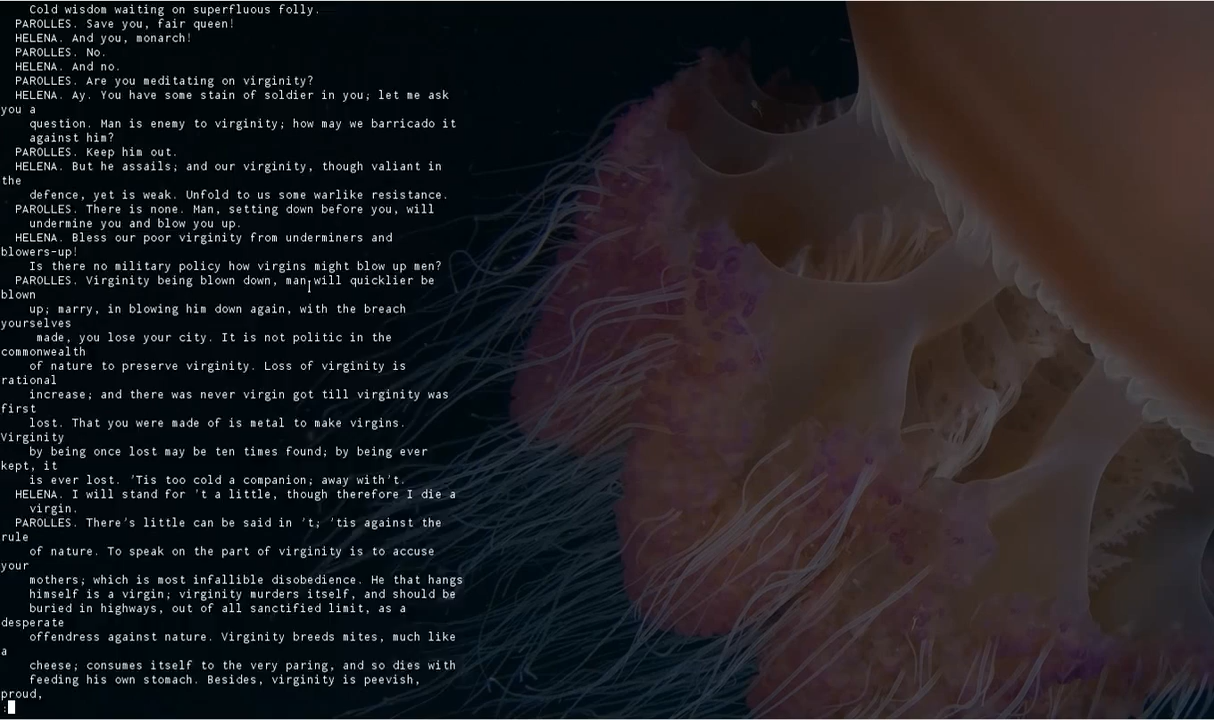 Cold wisdom waiting on superfluous folly.
PAROLLES. Save you, fair queen!
HELENA. And you, monarch!
PAROLLES. No.
HELENA. And no.
PAROLLES. Are you meditating on virginity?
HELENA. Ay. You have some stain of soldier in you; let me ask
you a
question. Man is enemy to virginity; how may we barricado it
against him?
PAROLLES. Keep him out.
HELENA. But he assails; and our virginity, though valiant in
the
defence, yet is weak. Unfold to us some warlike resistance.
PAROLLES. There is none. Man, setting down before you, will
undermine you and blow you up.
HELENA. Bless our poor virginity from underminers and
blowers-up!
Is there no military policy how virgins might blow up men?
PAROLLES. Virginity being blown down, man will quicklier be
blown
up; marry, in blowing him down again, with the breach
yourselves
made, you lose your city. It is not politic in the
commonwealth
of nature to preserve virginity. Loss of virginity is
rational
increase; and there was never virgin got till virginity was
first
lost. That you were made of is metal to make virgins.
Virginity
by being once lost may be ten times found; by being ever
kept, it
is ever lost. 'Tis too cold a companion; away with't.
HELENA. I will stand for 't a little, though therefore I die a
virgin.
PAROLLES. There's little can be said in 't; 'tis against the
rule
of nature. To speak on the part of virginity is to accuse
your
mothers; which is most infallible disobedience. He that hangs
himself is a virgin; virginity murders itself, and should be
buried in highways, out of all sanctified limit, as a
desperate
offendress against nature. Virginity breeds mites, much like
a
cheese; consumes itself to the very paring, and so dies with
feeding his own stomach. Besides, virginity is peevish,
proud,
: